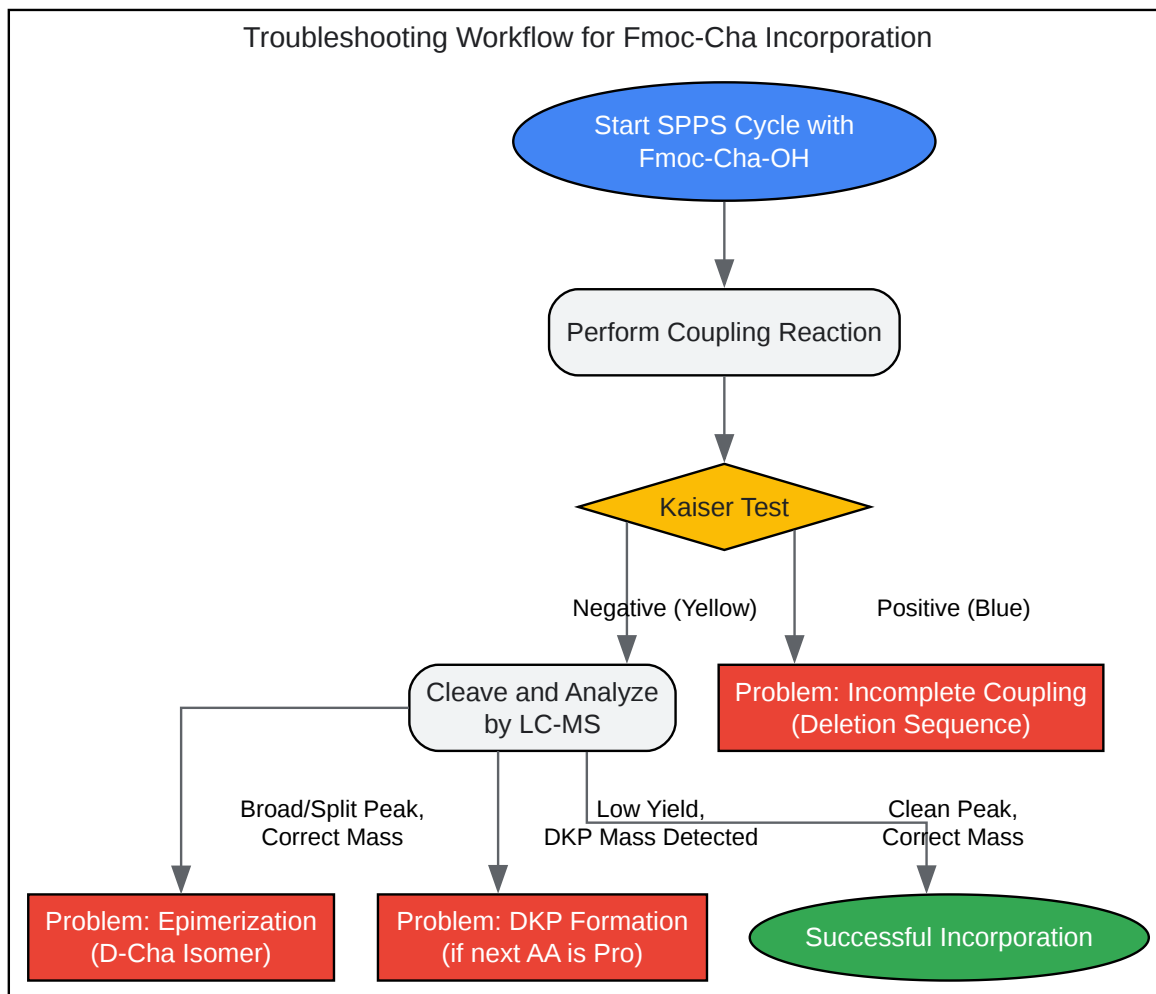 Troubleshooting Workflow for Fmoc-Cha Incorporation
Start SPPS Cycle with
Fmoc-Cha-OH
Perform Coupling Reaction
Kaiser Test
Negative (Yellow)
Positive (Blue)
Cleave and Analyze
by LC-MS
Problem: Incomplete Coupling
(Deletion Sequence)
Broad/Split Peak,
Correct Mass
Low Yield,
DKP Mass Detected
Clean Peak,
Correct Mass
Problem: Epimerization
(D-Cha Isomer)
Problem: DKP Formation
(if next AA is Pro)
Successful Incorporation